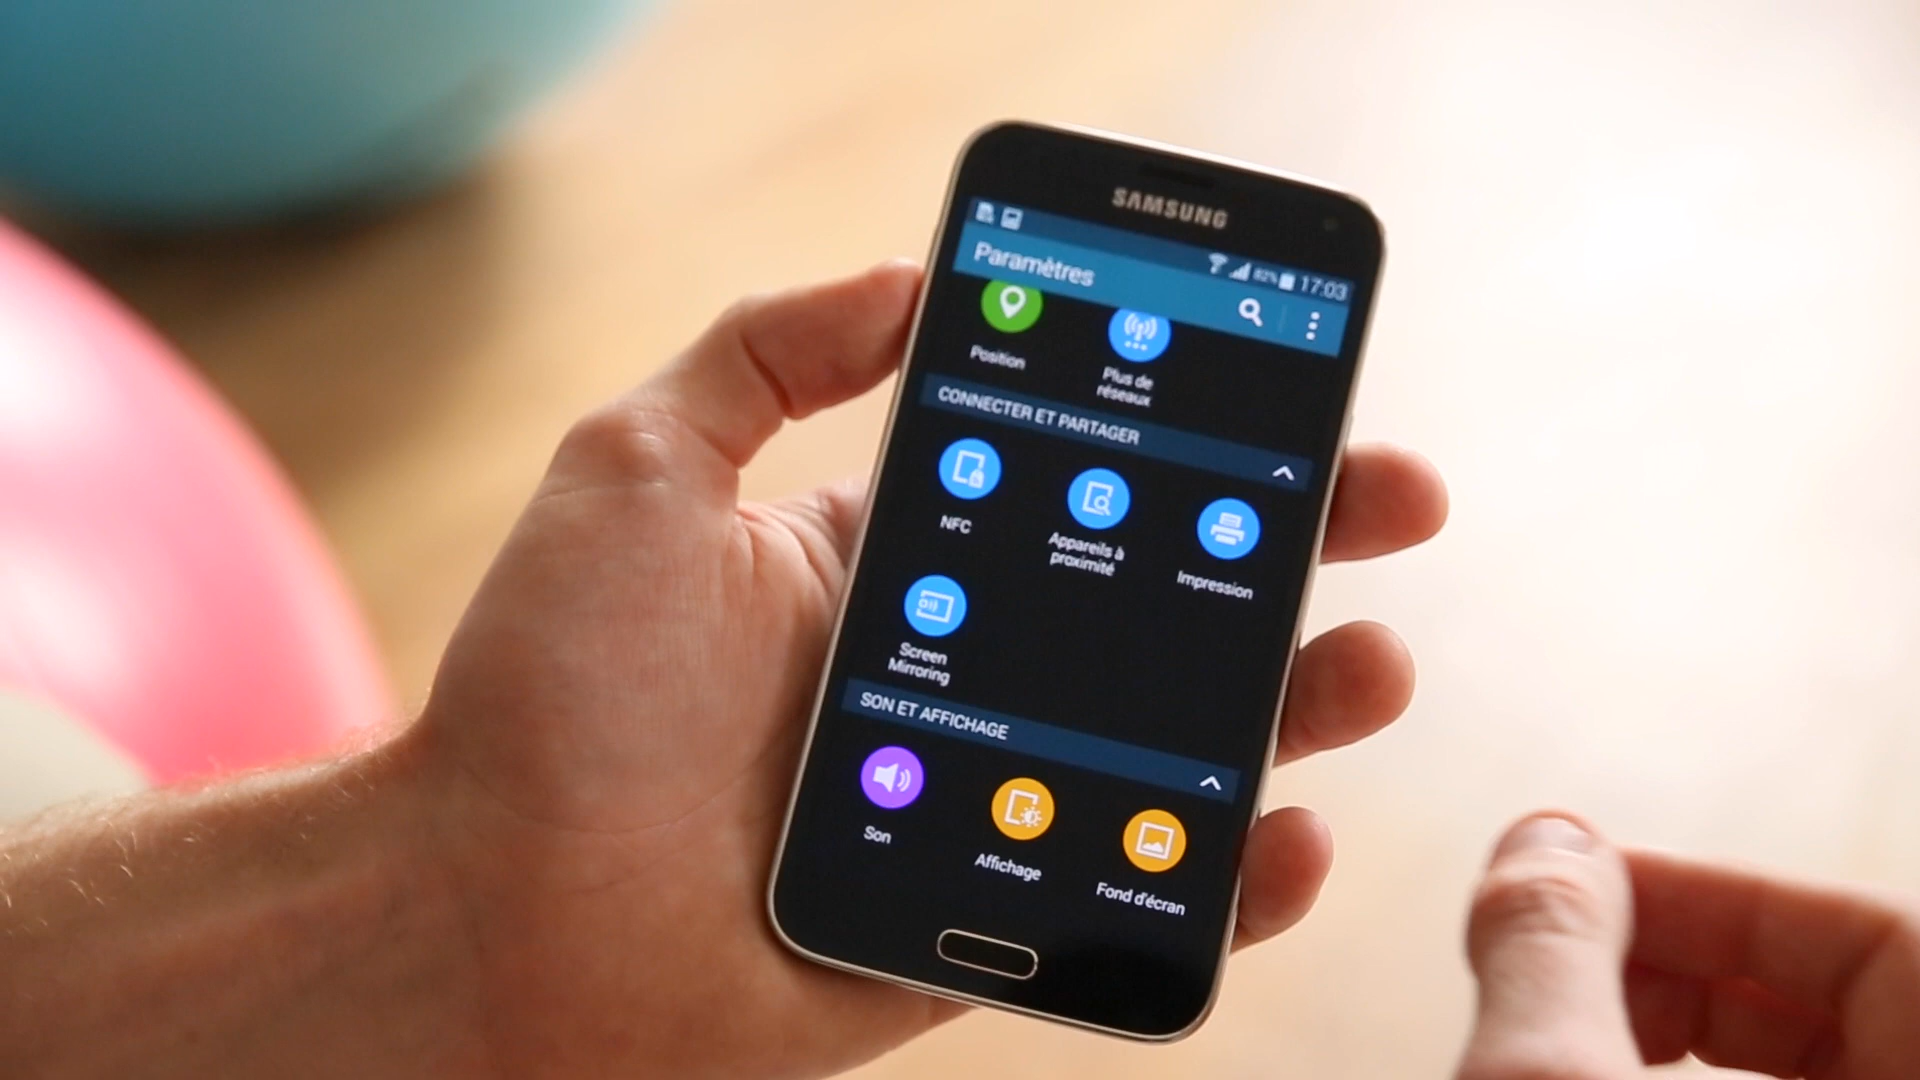 SAMSUNG
82% 17:03
Paramètres
Position
Plus de
réseaux
CONNECTER ET PARTAGER
NFC
Appareils à
proximité
Impression
Screen
Mirroring
SON ET AFFICHAGE
Son
Affichage
Fond d'écran